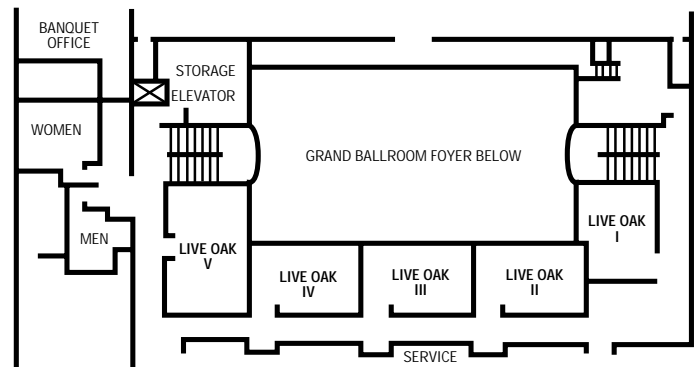 BANQUET
OFFICE
STORAGE
ELEVATOR
WOMEN
GRAND BALLROOM FOYER BELOW
MEN
LIVE OAK
V
LIVE OAK
IV
LIVE OAK
III
LIVE OAK
II
LIVE OAK
I
SERVICE